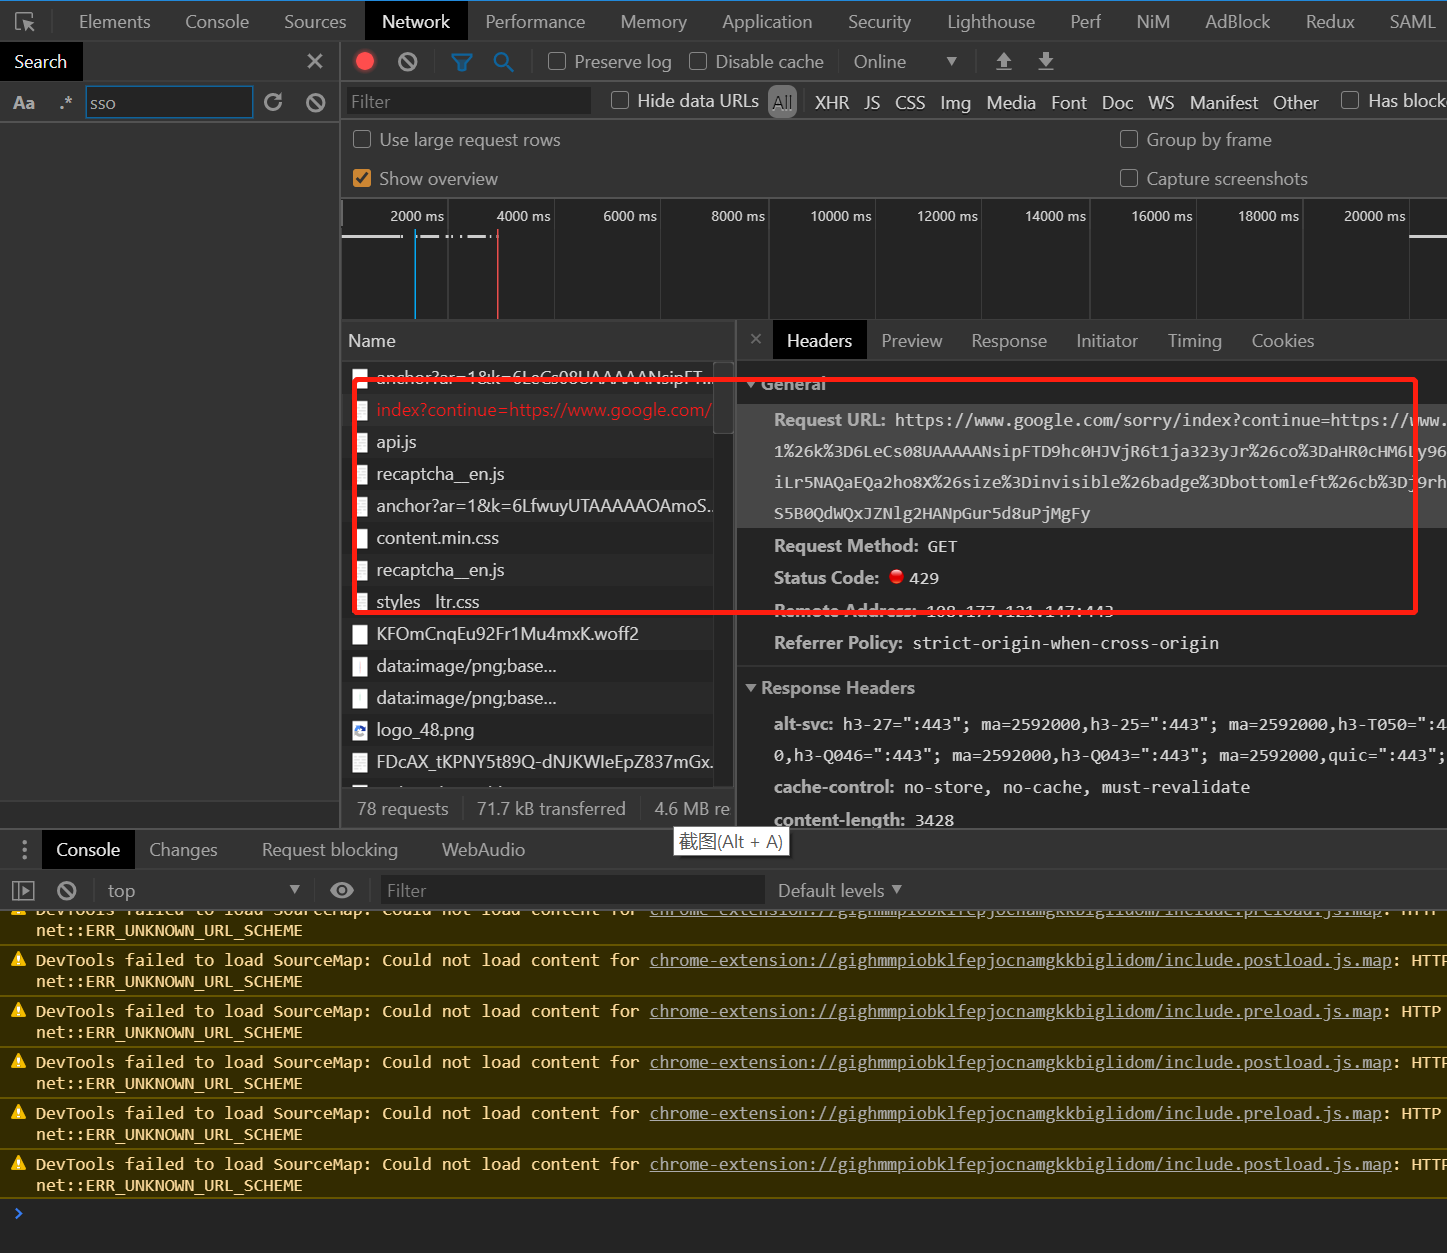 Elements Console Sources Network Performance Memory Application Security Lighthouse Perf NiM AdBlock Redux SAML
Search
Preserve log Disable cache Online
Aa .* sso
Filter Hide data URLs All XHR JS CSS Img Media Font Doc WS Manifest Other Has block
Use large request rows Group by frame
Show overview Capture screenshots
2000 ms 4000 ms 6000 ms 8000 ms 10000 ms 12000 ms 14000 ms 16000 ms 18000 ms 20000 ms
Name
Headers Preview Response Initiator Timing Cookies
anchor?ar=1&k=6LeCs08UAAAAANsipFT...
index?continue=https://www.google.com/
api.js
recaptcha__en.js
anchor?ar=1&k=6LfwuyUTAAAAAOAmoS...
content.min.css
recaptcha__en.js
styles__ltr.css
KFOmCnqEu92Fr1Mu4mxK.woff2
data:image/png;base...
data:image/png;base...
logo_48.png
FDcAX_tKPNY5t89Q-dNJKWIeEpZ837mGx.
78 requests 71.7 kB transferred 4.6 MB re
General
Request URL: https://www.google.com/sorry/index?continue=https://www.
1%26k%3D6LeCs08UAAAAANsipFTD9hc0HJVjR6t1ja323yJr%26co%3DaHR0cHM6Ly96
iLr5NAQaEQa2ho8X%26size%3Dinvisible%26badge%3Dbottomleft%26cb%3Dj9rh
S5B0QdWQxJZNlg2HANpGur5d8uPjMgFy
Request Method: GET
Status Code: 429
Remote Address: 108.177.121.147:443
Referrer Policy: strict-origin-when-cross-origin
Response Headers
alt-svc: h3-27=":443"; ma=2592000,h3-25=":443"; ma=2592000,h3-T050=":4
0,h3-Q046=":443"; ma=2592000,h3-Q043=":443"; ma=2592000,quic=":443";
cache-control: no-store, no-cache, must-revalidate
content-length: 3428
截图(Alt + A)
Console Changes Request blocking WebAudio
top Filter Default levels
DevTools failed to load SourceMap: Could not load content for chrome-extension://gighmmpiobklfepjocnamgkkbiglidom/include.preload.js.map: HTTP
net::ERR_UNKNOWN_URL_SCHEME
DevTools failed to load SourceMap: Could not load content for chrome-extension://gighmmpiobklfepjocnamgkkbiglidom/include.postload.js.map: HTTP
net::ERR_UNKNOWN_URL_SCHEME
DevTools failed to load SourceMap: Could not load content for chrome-extension://gighmmpiobklfepjocnamgkkbiglidom/include.preload.js.map: HTTP
net::ERR_UNKNOWN_URL_SCHEME
DevTools failed to load SourceMap: Could not load content for chrome-extension://gighmmpiobklfepjocnamgkkbiglidom/include.postload.js.map: HTTP
net::ERR_UNKNOWN_URL_SCHEME
DevTools failed to load SourceMap: Could not load content for chrome-extension://gighmmpiobklfepjocnamgkkbiglidom/include.preload.js.map: HTTP
net::ERR_UNKNOWN_URL_SCHEME
DevTools failed to load SourceMap: Could not load content for chrome-extension://gighmmpiobklfepjocnamgkkbiglidom/include.postload.js.map: HTTP
net::ERR_UNKNOWN_URL_SCHEME